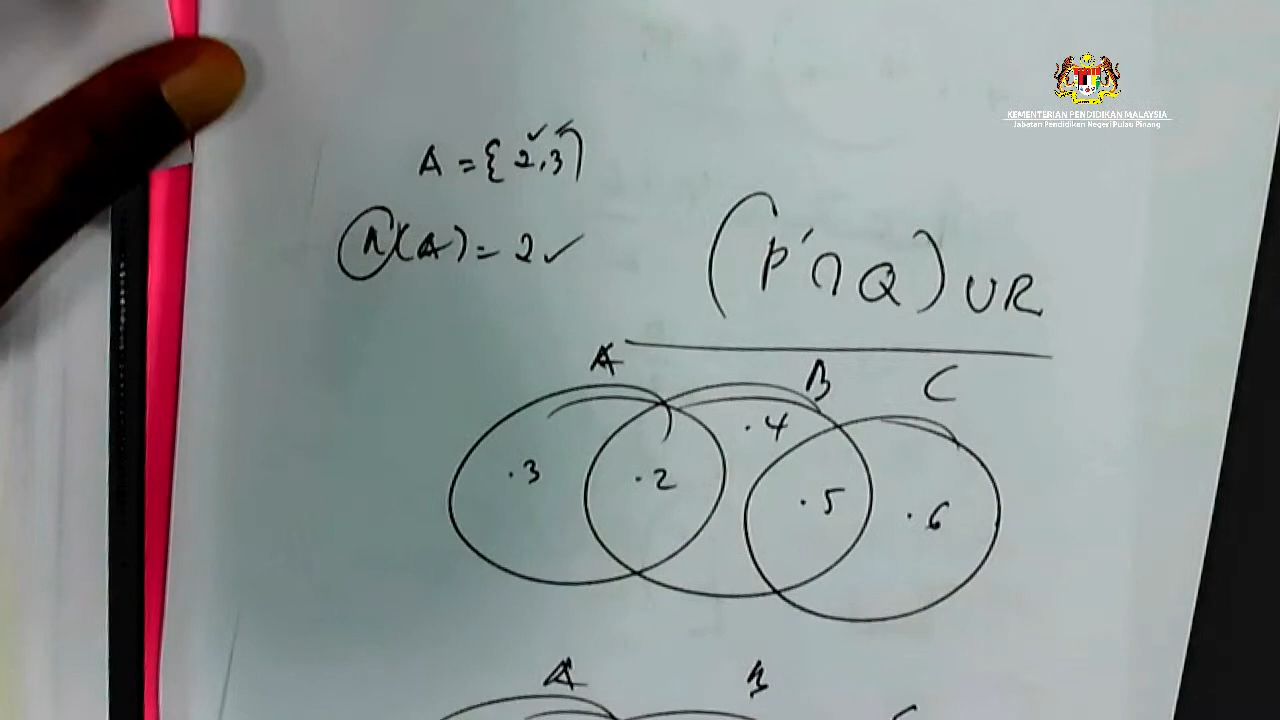 KEMENTERIAN PENDIDIKAN MALAYSIA
Jabatan Pendidikan Negeri Pulau Pinang
A = {2,3}
n(A) = 2 ✓
(P'∩Q)∪R
A B C
.3 .2 .4 .5 .6
A B C